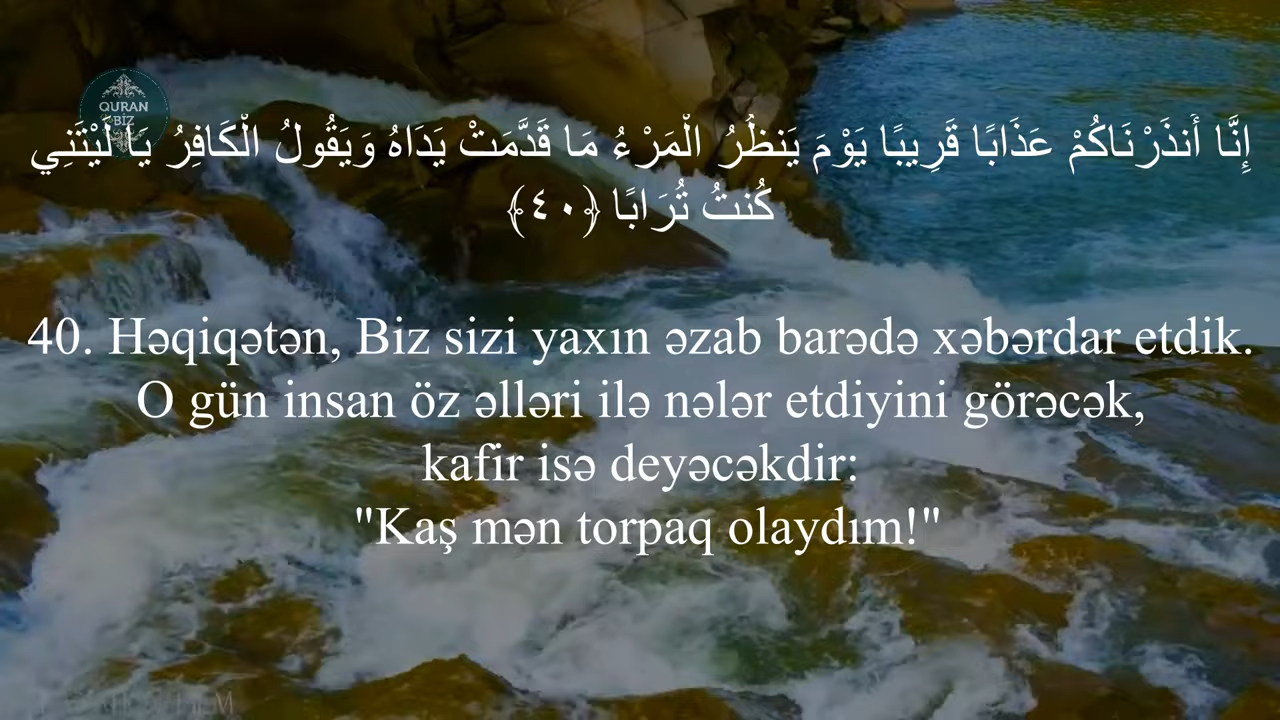 QURAN
BİZ
إِنَّا أَنذَرْنَاكُمْ عَذَابًا قَرِيبًا يَوْمَ يَنظُرُ الْمَرْءُ مَا قَدَّمَتْ يَدَاهُ وَيَقُولُ الْكَافِرُ يَا لَيْتَنِي
كُنتُ تُرَابًا ﴿٤٠﴾
40. Həqiqətən, Biz sizi yaxın əzab barədə xəbərdar etdik.
O gün insan öz əlləri ilə nələr etdiyini görəcək,
kafir isə deyəcəkdir:
"Kaş mən torpaq olaydım!"